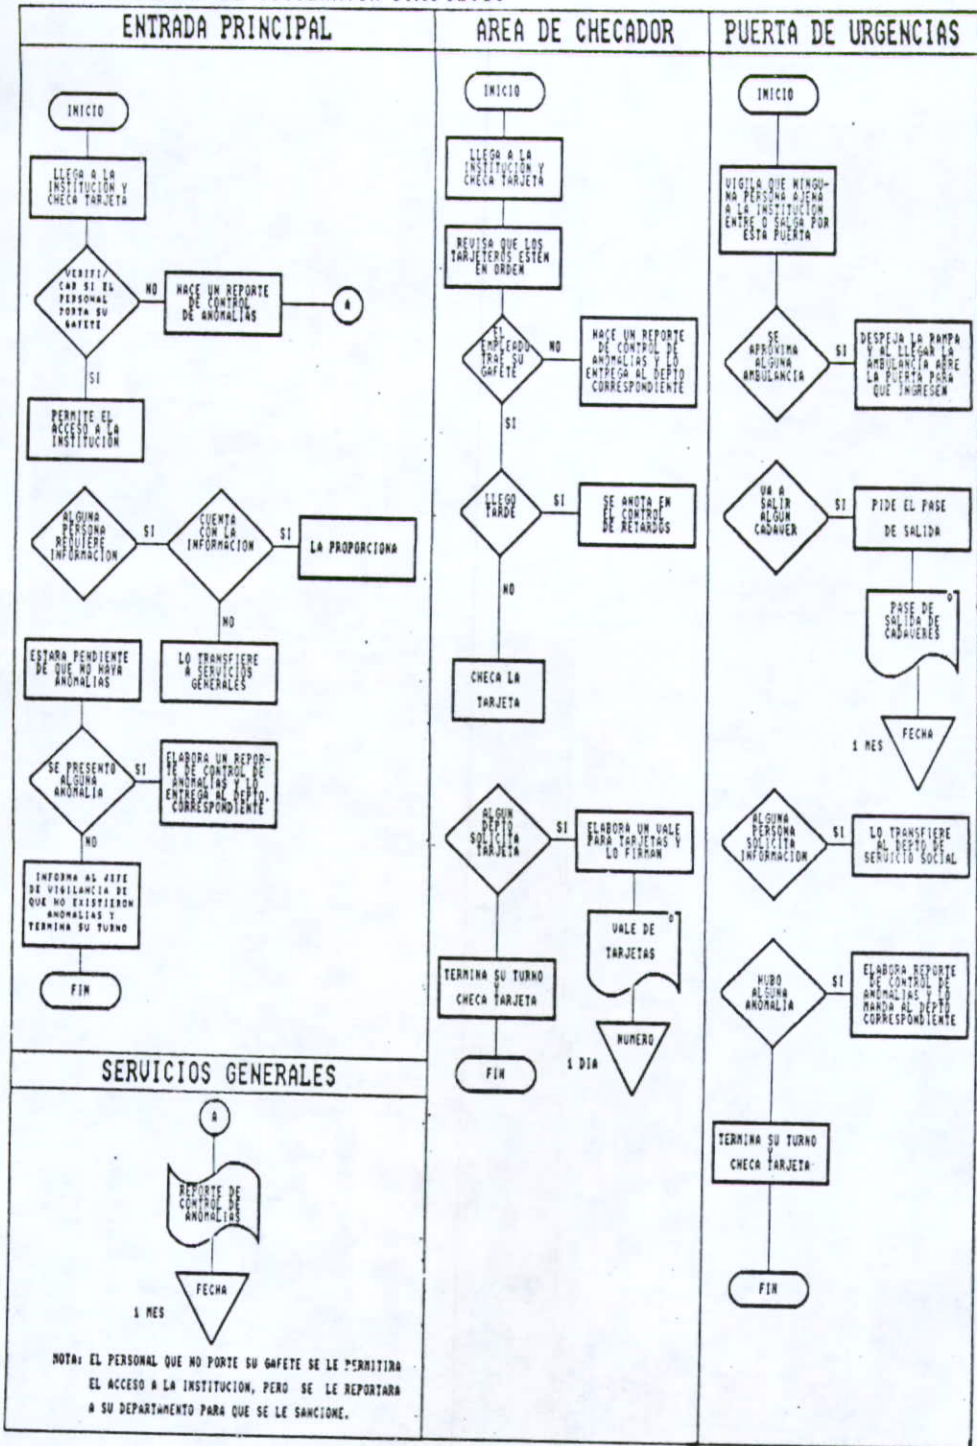 ENTRADA PRINCIPAL
INICIO
LLEGA A LA
INSTITUCIÓN Y
CHECA TARJETA
VERIFI/
CAR SI EL
PERSONAL
PORTA SU
GAFETE
NO
HACE UN REPORTE
DE CONTROL
DE ANOMALIAS
A
SI
PERMITE EL
ACCESO A LA
INSTITUCIÓN
ALGUNA
PERSONA
REQUIERE
INFORMACION
SI
CUENTA
CON LA
INFORMACION
SI
LA PROPORCIONA
NO
LO TRANSFIERE
A SERVICIOS
GENERALES
ESTARA PENDIENTE
DE QUE NO HAYA
ANOMALIAS
SE PRESENTÓ
ALGUNA
ANOMALIA
SI
ELABORA UN REPOR-
TE DE CONTROL DE
ANOMALIAS Y LO
ENTREGA AL DEPTO.
CORRESPONDIENTE
NO
INFORMA AL JEFE
DE VIGILANCIA DE
QUE NO EXISTIERON
ANOMALIAS Y
TERMINA SU TURNO
FIN
SERVICIOS GENERALES
A
REPORTE DE
CONTROL DE
ANOMALIAS
FECHA
1 MES
NOTA: EL PERSONAL QUE NO PORTE SU GAFETE SE LE PERMITIRA
EL ACCESO A LA INSTITUCION, PERO SE LE REPORTARA
A SU DEPARTAMENTO PARA QUE SE LE SANCIONE.
AREA DE CHECADOR
INICIO
LLEGA A LA
INSTITUCIÓN Y
CHECA TARJETA
REVISA QUE LOS
TARJETEROS ESTÉN
EN ORDEN
EL
EMPLEADO
TRAE SU
GAFETE
NO
HACE UN REPORTE
DE CONTROL DE
ANOMALIAS Y LO
ENTREGA AL DEPTO
CORRESPONDIENTE
SI
LLEGO
TARDE
SI
SE ANOTA EN
EL CONTROL
DE RETARDOS
NO
CHECA LA
TARJETA
ALGUN
DEPTO
SOLICITA
TARJETA
SI
ELABORA UN VALE
PARA TARJETAS Y
LO FIRMAN
"O"
VALE DE
TARJETAS
NUMERO
1 DIA
TERMINA SU TURNO
Y
CHECA TARJETA
FIN
PUERTA DE URGENCIAS
INICIO
VIGILA QUE NINGU-
NA PERSONA AJENA
A LA INSTITUCION
ENTRE O SALGA POR
ESTA PUERTA
SE
APRÓXIMA
ALGUNA
AMBULANCIA
SI
DESPEJA LA RAMPA
Y AL LLEGAR LA
AMBULANCIA ABRE
LA PUERTA PARA
QUE INGRESEN
VA A
SALIR
ALGÚN
CADAVER
SI
PIDE EL PASE
DE SALIDA
"O"
PASE DE
SALIDA DE
CADAVERES
FECHA
1 MES
ALGUNA
PERSONA
SOLICITA
INFORMACION
SI
LO TRANSFIERE
AL DEPTO DE
SERVICIO SOCIAL
HUBO
ALGUNA
ANOMALIA
SI
ELABORA REPORTE
DE CONTROL DE
ANOMALIAS Y LO
MANDA AL DEPTO
CORRESPONDIENTE
TERMINA SU TURNO
Y
CHECA TARJETA
FIN